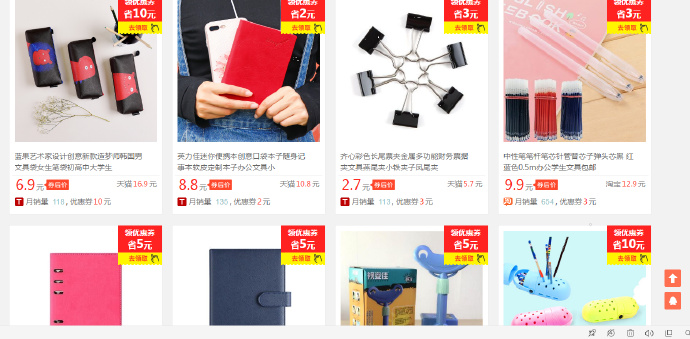 领优惠券
省10元
去领取
领优惠券
省2元
去领取
领优惠券
省3元
去领取
领优惠券
省3元
去领取
蓝果艺术家设计创意新款追梦师韩国男
文具袋女生笔袋初高中大学生
6.9元 券后价 天猫 16.9 元
月销量 118, 优惠券 10 元
英力佳迷你便携本创意口袋本子随身记
事本软皮定制本子办公文具小
8.8元 券后价 天猫 10.8 元
月销量 130, 优惠券 2 元
齐心彩色长尾票夹金属多功能财务票据
夹文具燕尾夹小铁夹子凤尾夹
2.7元 券后价 天猫 5.7 元
月销量 113, 优惠券 3 元
中性笔笔杆笔芯针管替芯子弹头芯黑 红
蓝色0.5m办公学生文具包邮
9.9元 券后价 淘宝 12.9 元
月销量 654, 优惠券 3 元
领优惠券
省5元
去领取
领优惠券
省5元
去领取
领优惠券
省5元
去领取
领优惠券
省10元
去领取